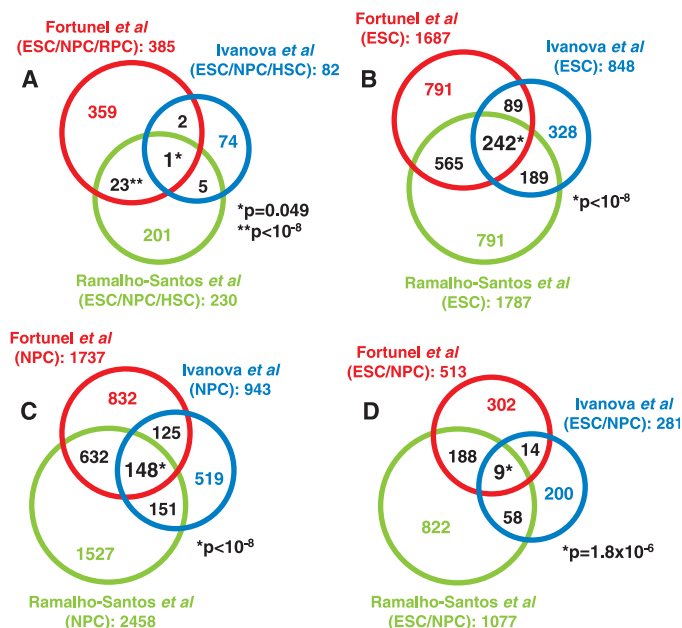 A
Fortunel et al
(ESC/NPC/RPC): 385
Ivanova et al
(ESC/NPC/HSC): 82
359
2
74
1*
23**
5
201
*p=0.049
**p<10-8
Ramalho-Santos et al
(ESC/NPC/HSC): 230
B
Fortunel et al
(ESC): 1687
Ivanova et al
(ESC): 848
791
89
328
242*
565
189
791
*p<10-8
Ramalho-Santos et al
(ESC): 1787
C
Fortunel et al
(NPC): 1737
Ivanova et al
(NPC): 943
832
125
632
148*
519
151
1527
*p<10-8
Ramalho-Santos et al
(NPC): 2458
D
Fortunel et al
(ESC/NPC): 513
Ivanova et al
(ESC/NPC): 281
302
14
188
9*
200
58
822
*p=1.8x10-6
Ramalho-Santos et al
(ESC/NPC): 1077